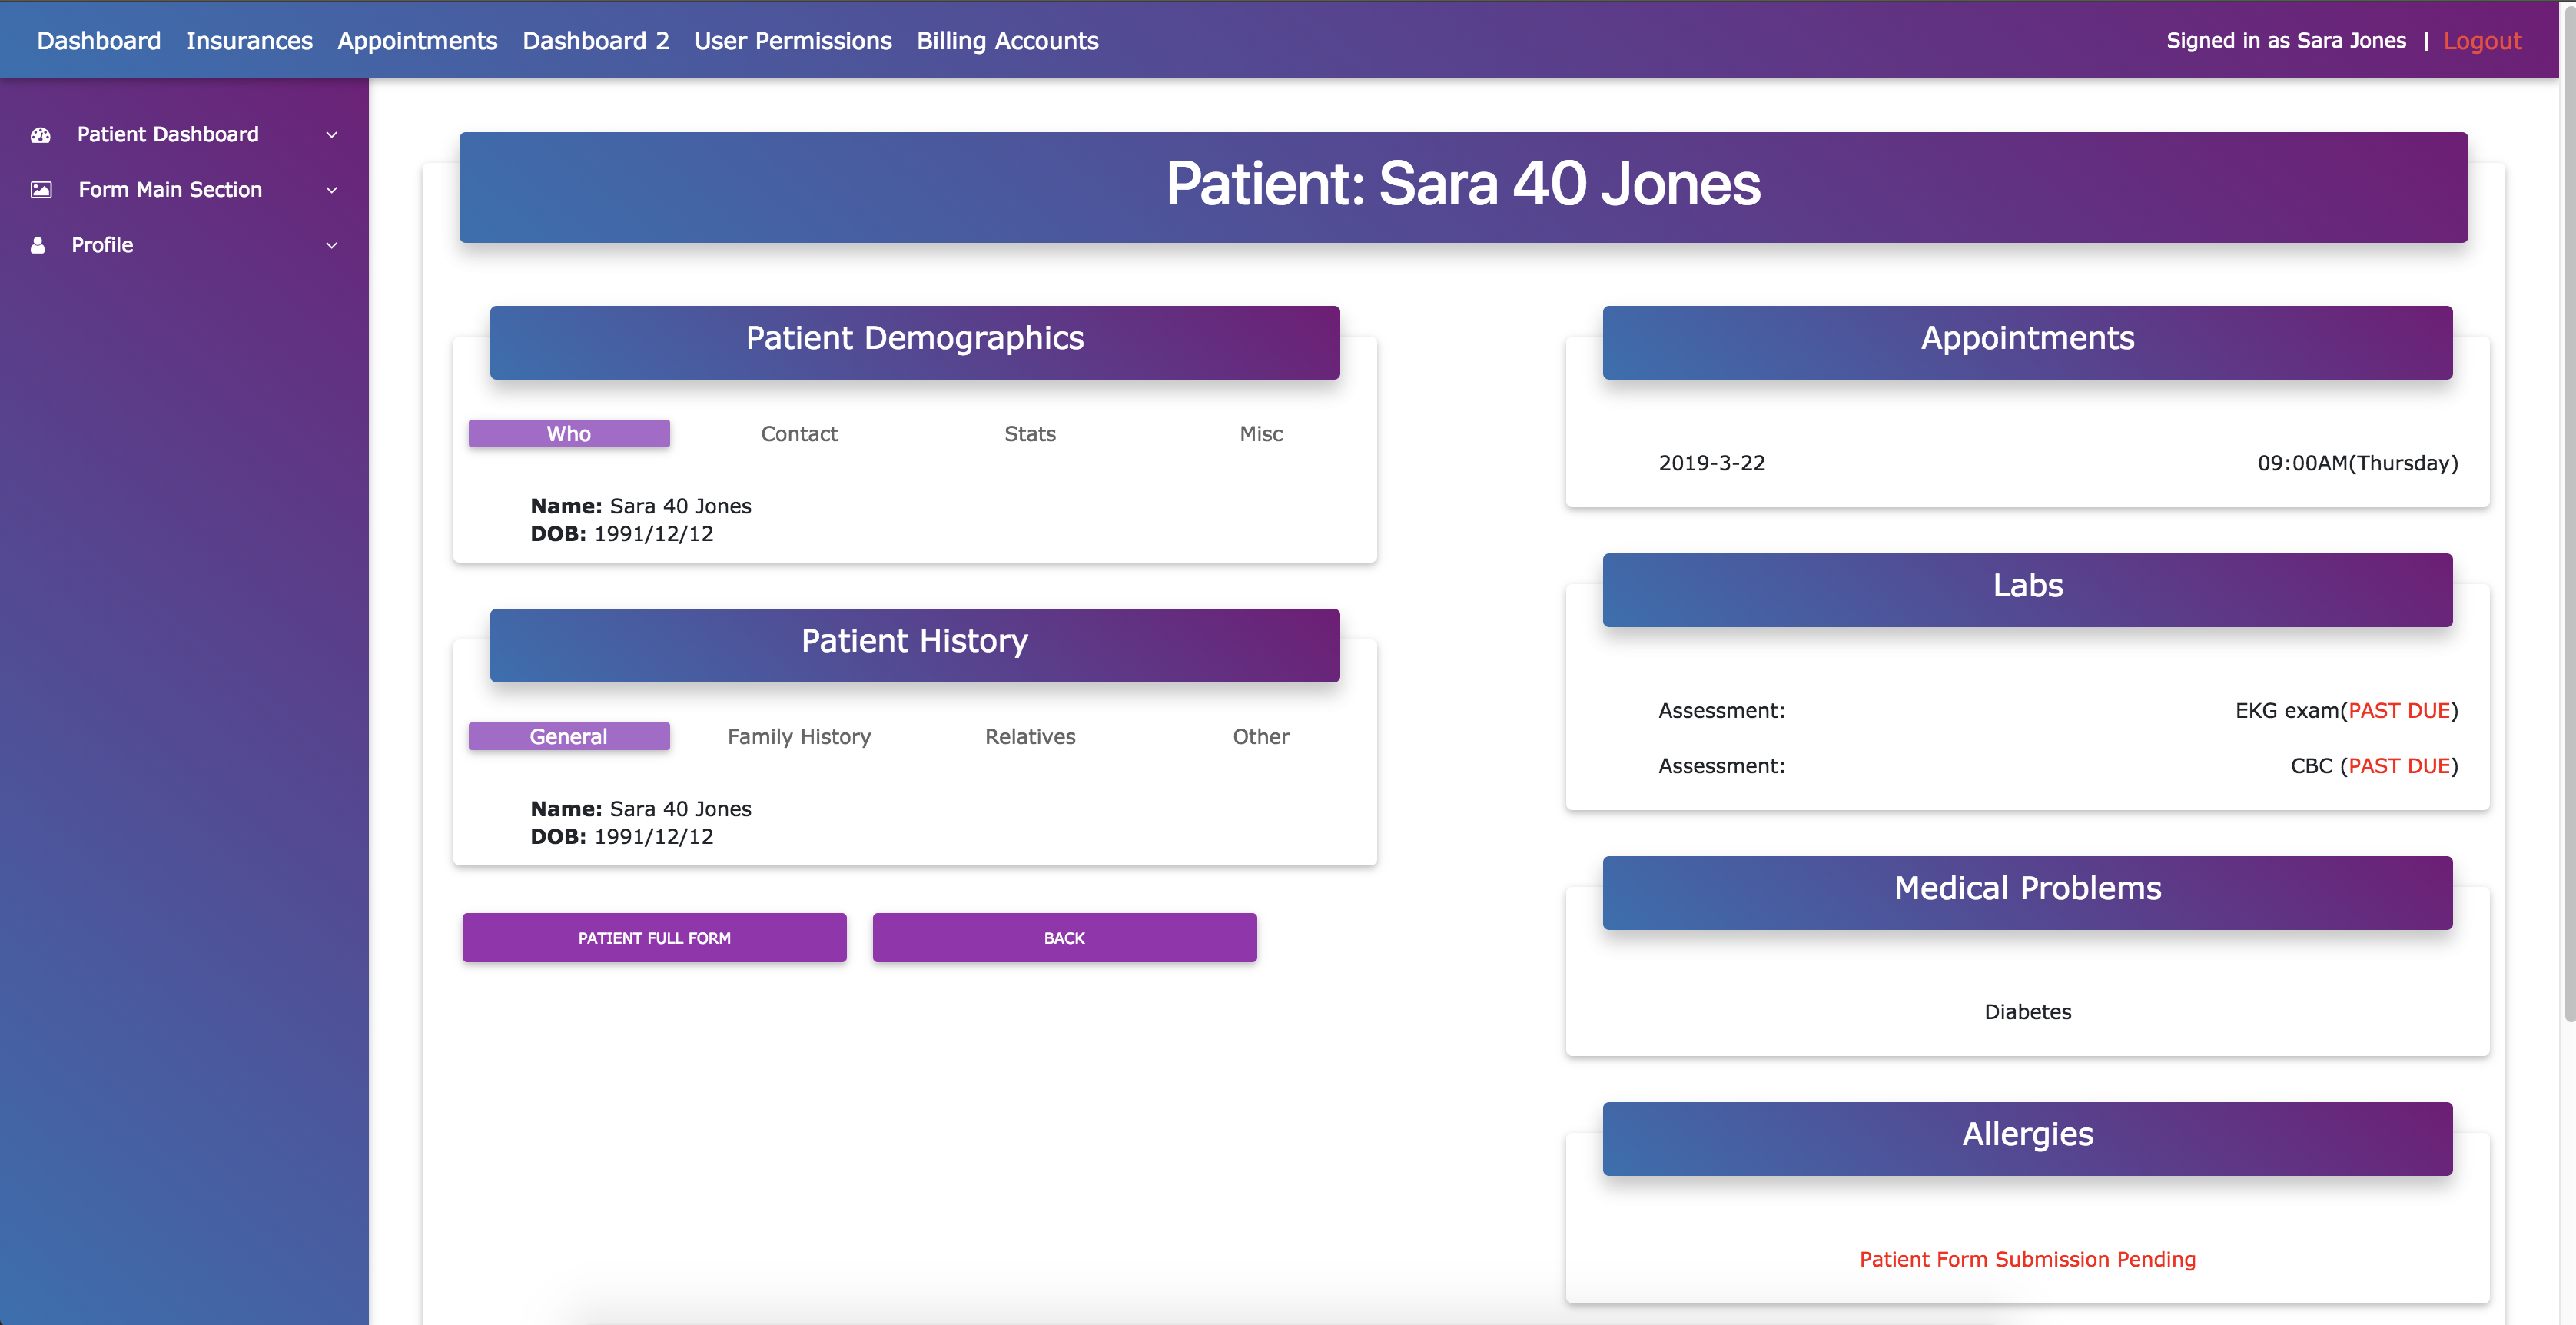 Dashboard Insurances Appointments Dashboard 2 User Permissions Billing Accounts Signed in as Sara Jones | Logout
Patient Dashboard
Form Main Section
Profile
Patient: Sara 40 Jones
Patient Demographics
Who Contact Stats Misc
Name: Sara 40 Jones
DOB: 1991/12/12
Patient History
General Family History Relatives Other
Name: Sara 40 Jones
DOB: 1991/12/12
PATIENT FULL FORM BACK
Appointments
2019-3-22 09:00AM(Thursday)
Labs
Assessment: EKG exam(PAST DUE)
Assessment: CBC (PAST DUE)
Medical Problems
Diabetes
Allergies
Patient Form Submission Pending